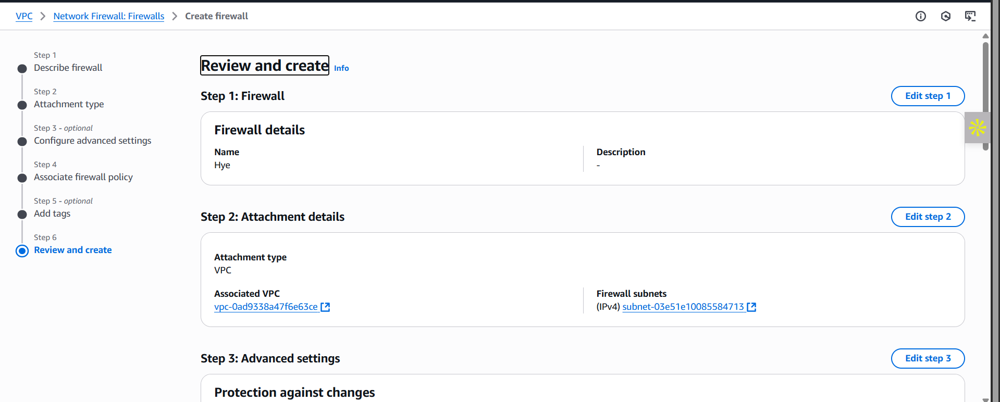 VPC > Network Firewall: Firewalls > Create firewall
Step 1
Describe firewall
Step 2
Attachment type
Step 3 - optional
Configure advanced settings
Step 4
Associate firewall policy
Step 5 - optional
Add tags
Step 6
Review and create
Review and create Info
Step 1: Firewall
Edit step 1
Firewall details
Name
Hye
Description
-
Step 2: Attachment details
Edit step 2
Attachment type
VPC
Associated VPC
vpc-0ad9338a47f6e63ce
Firewall subnets
(IPv4) subnet-03e51e10085584713
Step 3: Advanced settings
Edit step 3
Protection against changes